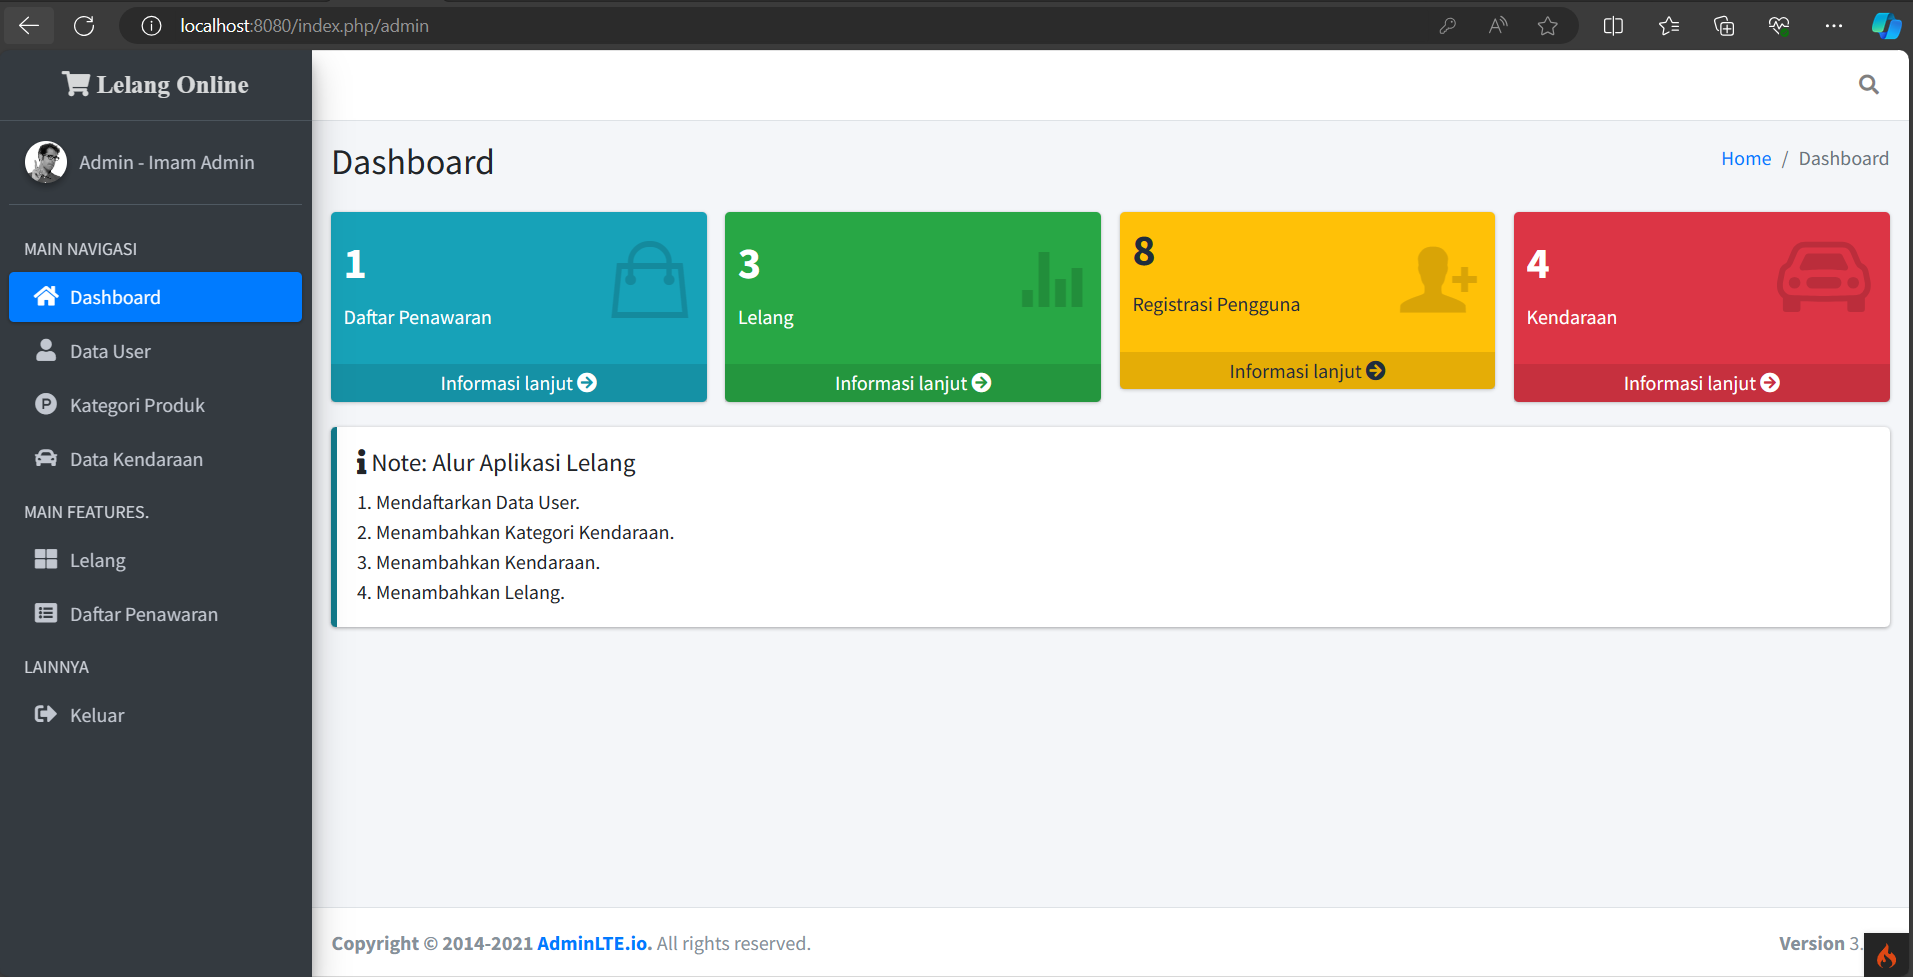 localhost:8080/index.php/admin
Lelang Online
Admin - Imam Admin
MAIN NAVIGASI
Dashboard
Data User
Kategori Produk
Data Kendaraan
MAIN FEATURES.
Lelang
Daftar Penawaran
LAINNYA
Keluar
Dashboard
Home / Dashboard
1
Daftar Penawaran
Informasi lanjut
3
Lelang
Informasi lanjut
8
Registrasi Pengguna
Informasi lanjut
4
Kendaraan
Informasi lanjut
Note: Alur Aplikasi Lelang
1. Mendaftarkan Data User.
2. Menambahkan Kategori Kendaraan.
3. Menambahkan Kendaraan.
4. Menambahkan Lelang.
Copyright © 2014-2021 AdminLTE.io. All rights reserved.
Version 3.